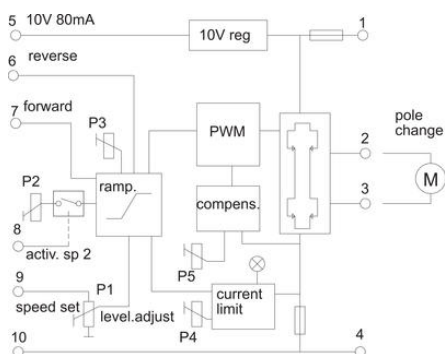 5 10V 80mA
10V reg
1
6 reverse
7 forward
P3
PWM
pole
change
2
M
3
P2
ramp.
compens.
8
activ. sp 2
P5
9
P1
speed set
level.adjust
P4
current
limit
10
4